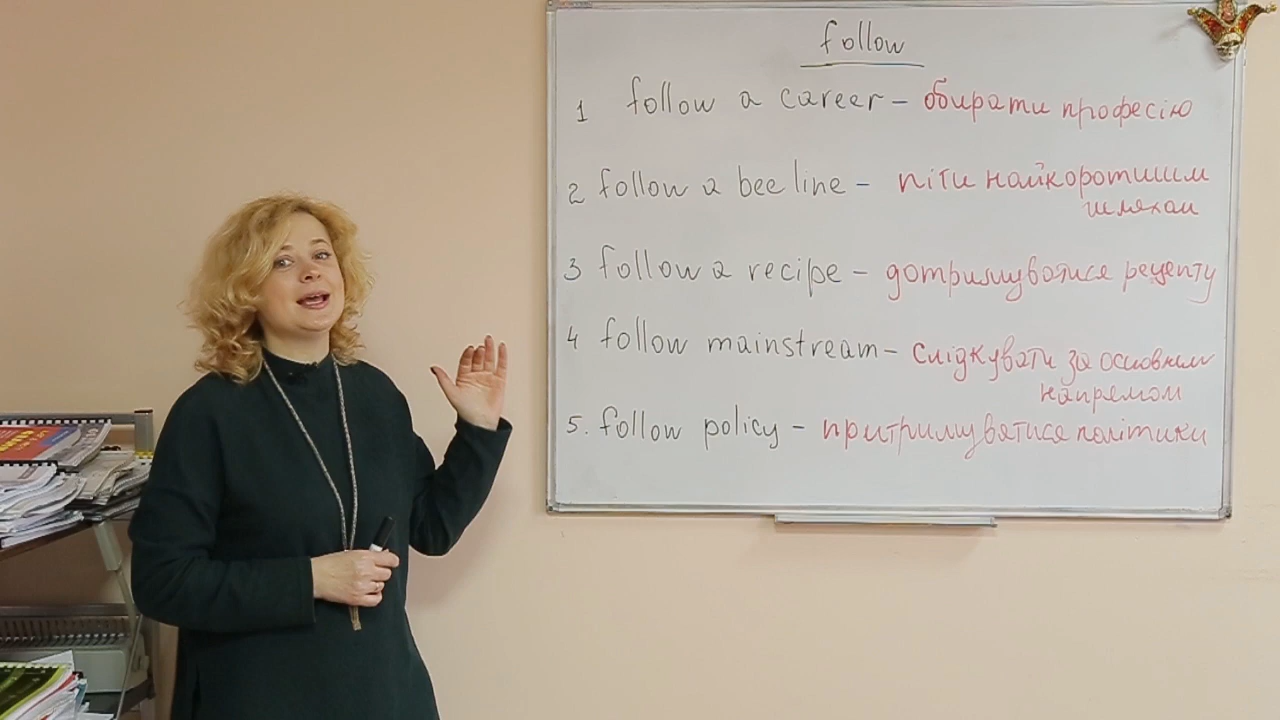 follow
1 follow a career – обирати професію
2 follow a bee line – піти найкоротшим
шляхом
3 follow a recipe – дотримуватися рецепту
4 follow mainstream – слідкувати за основним
напрямом
5. follow policy – притримуватися політики